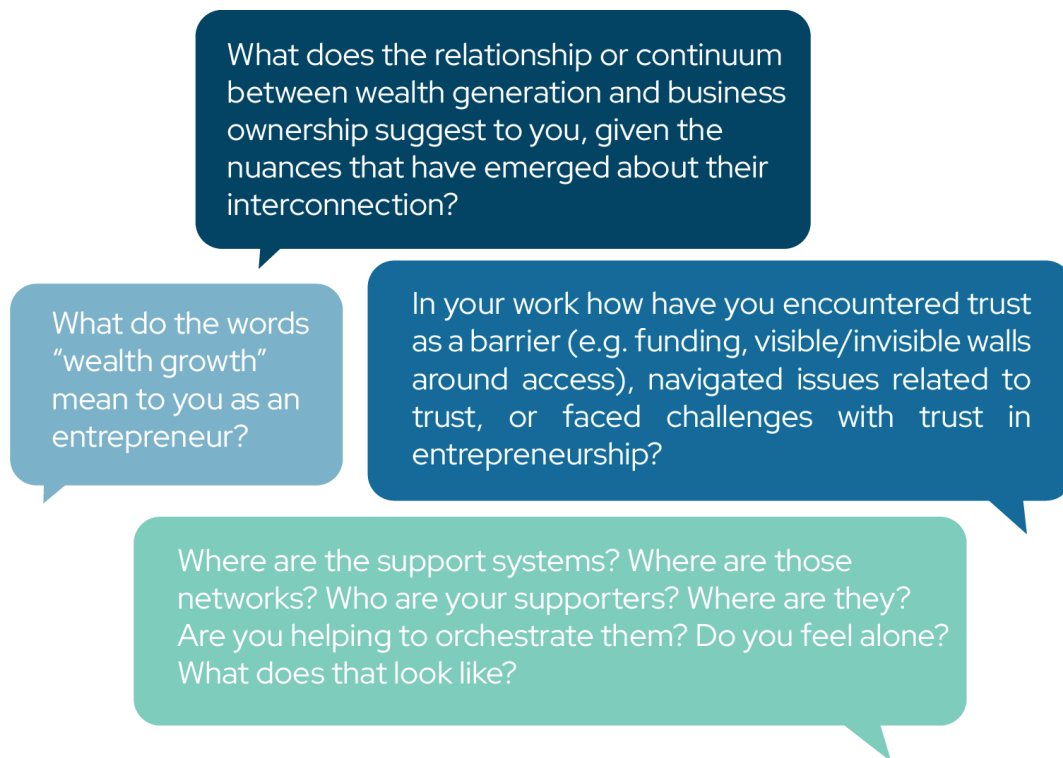 What does the relationship or continuum
between wealth generation and business
ownership suggest to you, given the
nuances that have emerged about their
interconnection?
What do the words
“wealth growth”
mean to you as an
entrepreneur?
In your work how have you encountered trust
as a barrier (e.g. funding, visible/invisible walls
around access), navigated issues related to
trust, or faced challenges with trust in
entrepreneurship?
Where are the support systems? Where are those
networks? Who are your supporters? Where are they?
Are you helping to orchestrate them? Do you feel alone?
What does that look like?